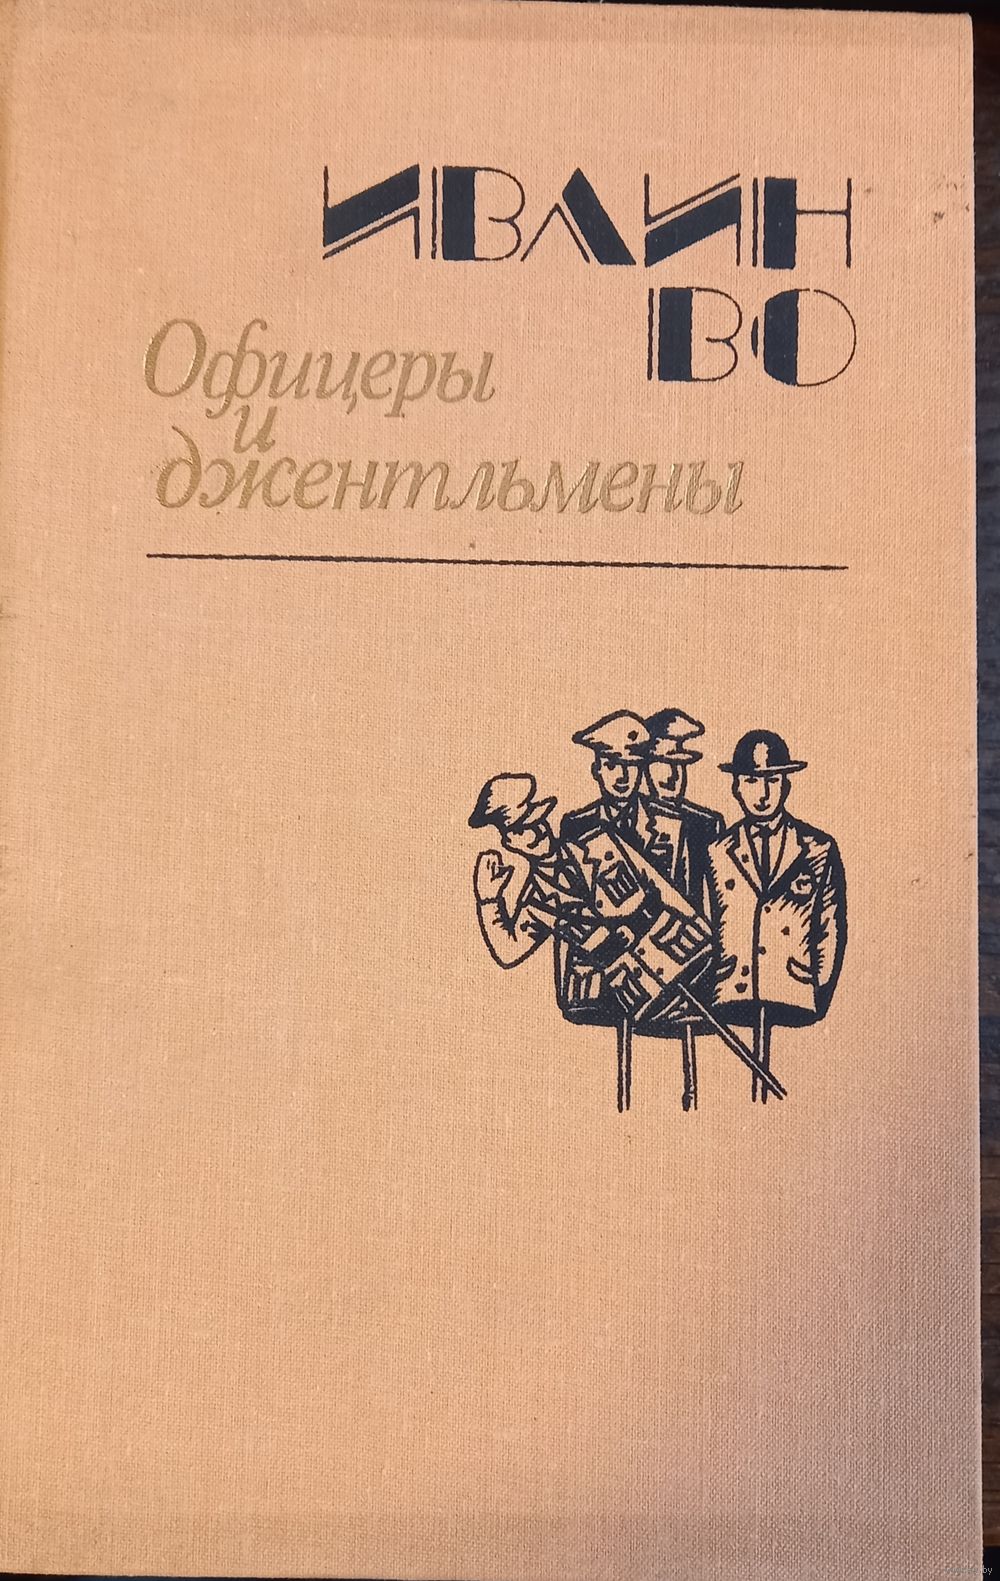 ИВЛИН
ВО
Офицеры
и
джентльмены